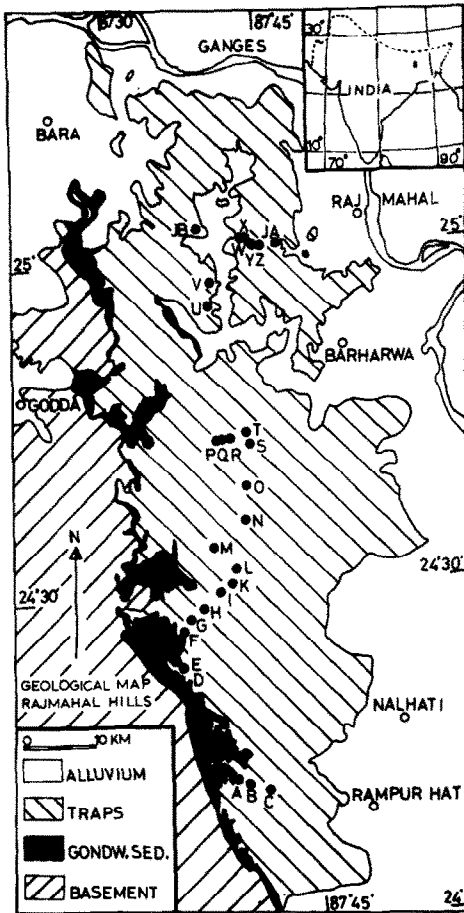 87°30'
87°45'
GANGES
30°
INDIA
10°
70°
90°
BARA
RAJ MAHAL
JB
X
JA
W
YZ
25°
25°
V
U
BARHARWA
GODDA
T
PQR
S
O
N
M
L
K
I
H
G
F
E
D
N
24°30'
24°30'
GEOLOGICAL MAP
RAJMAHAL HILLS
0 10 KM
ALLUVIUM
TRAPS
GONDW. SED.
BASEMENT
NALHATI
A B C
RAMPUR HAT
87°45'
24°